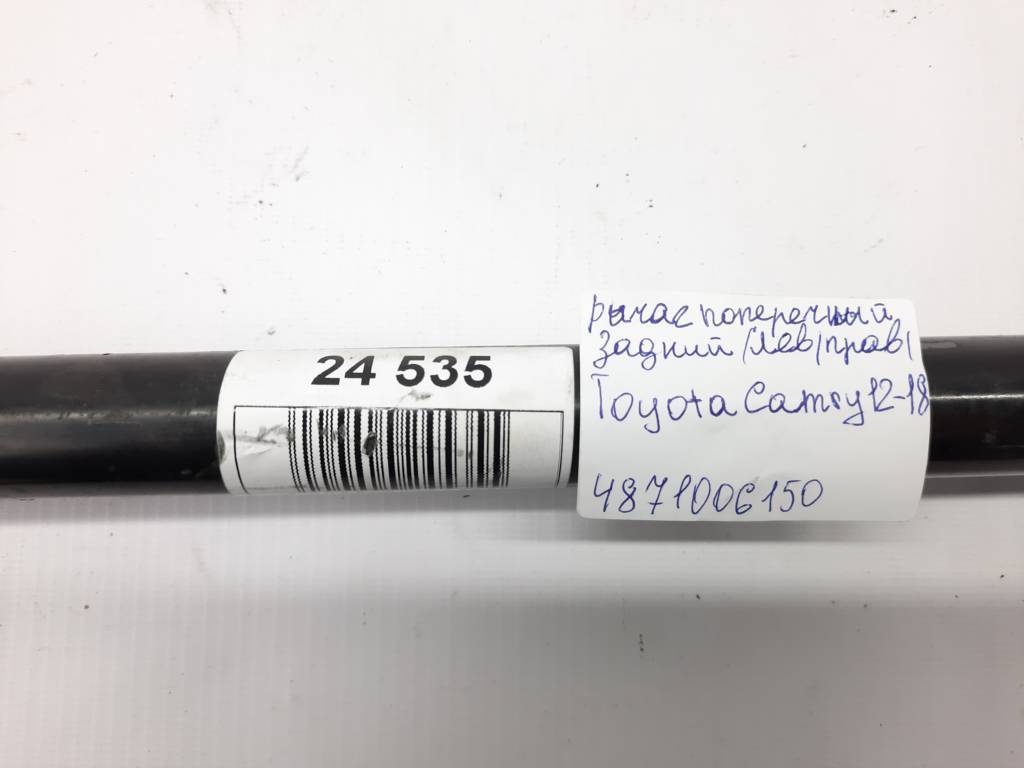 24 535
рычаг поперечный
задний /лев/прав/
Toyota Camry 12-18
4871006150